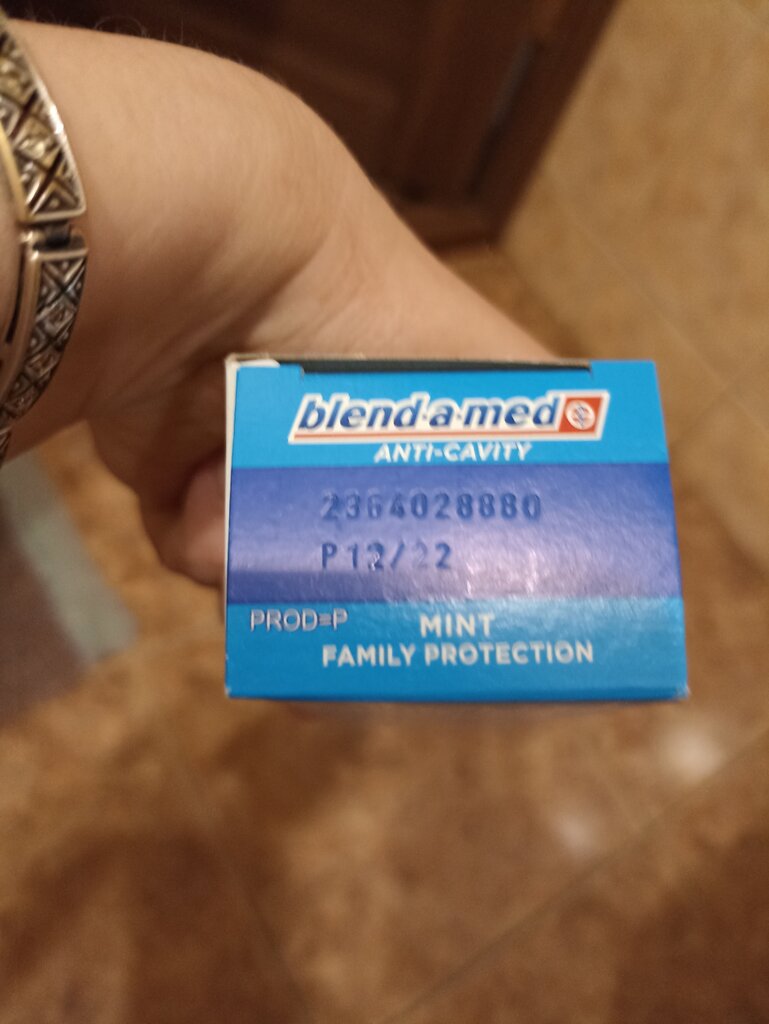 blend-a-med
ANTI-CAVITY
2364028880
P12/22
PROD=P
MINT
FAMILY PROTECTION